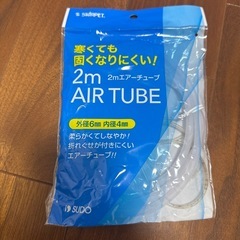 SUDOPET.
寒くても
固くなりにくい!
2m 2mエアーチューブ
AIR TUBE
外径6mm 内径4mm
柔らかくてしなやか!
折れぐせが付きにくい
エアーチューブ!!
SUDO